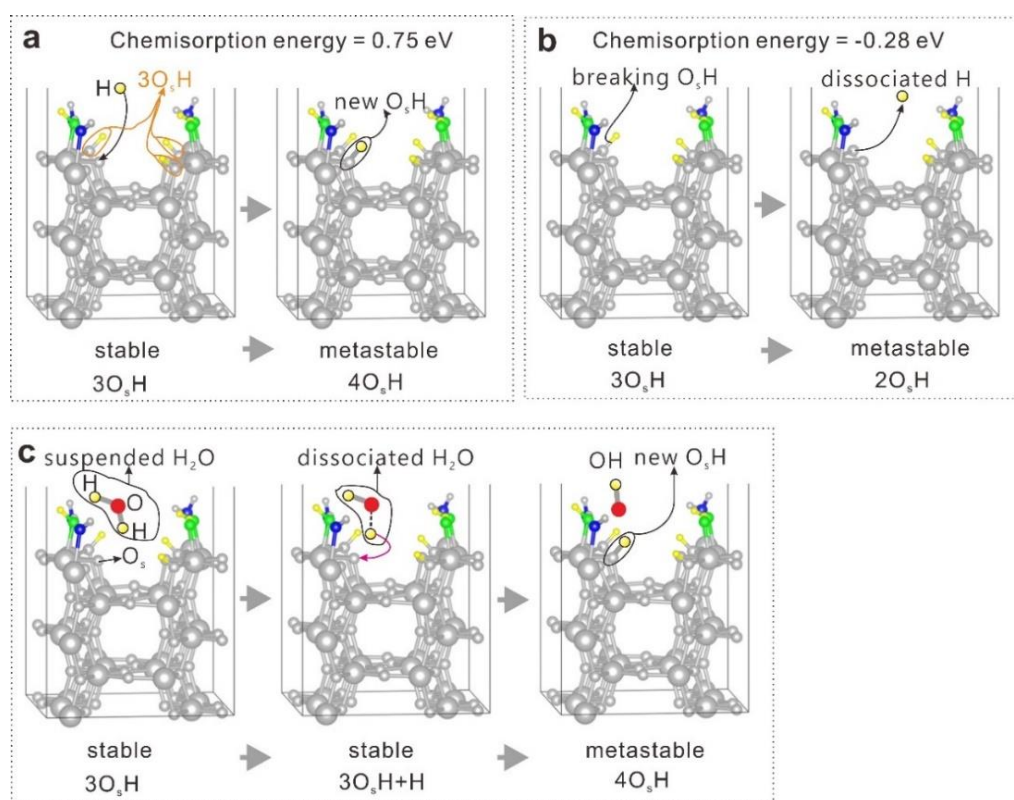 a
Chemisorption energy = 0.75 eV
H
3OₛH
new OₛH
stable
metastable
3OₛH
4OₛH
b
Chemisorption energy = -0.28 eV
breaking OₛH
dissociated H
stable
metastable
3OₛH
2OₛH
c
suspended H₂O
H
O
H
Oₛ
dissociated H₂O
OH
new OₛH
stable
stable
metastable
3OₛH
3OₛH+H
4OₛH